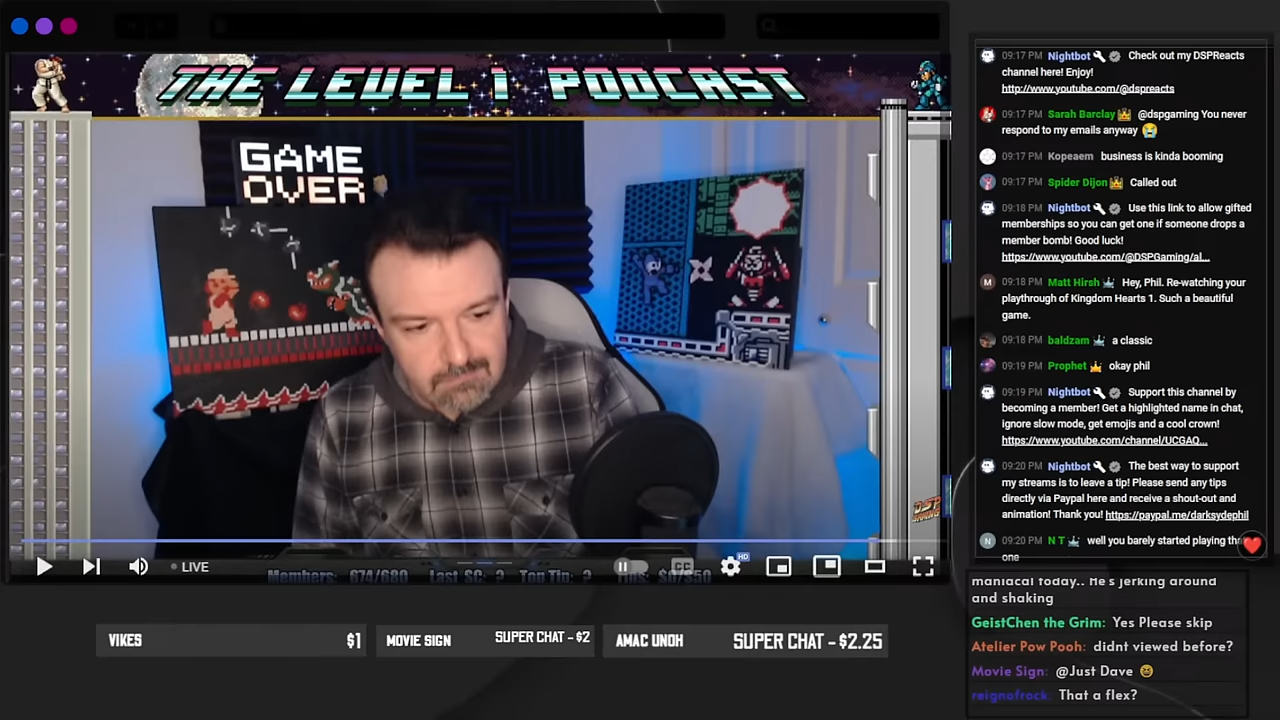 THE LEVEL 1 PODCAST
GAME
OVER
LIVE
HD
CC
Members: 674/680 Last SC: ? Top Tip: ? Tips: $0/$50
DSP
GAMING
VIKES $1
MOVIE SIGN SUPER CHAT - $2
AMAC UNOH SUPER CHAT - $2.25
09:17 PM Nightbot Check out my DSPReacts
channel here! Enjoy!
http://www.youtube.com/@dspreacts
09:17 PM Sarah Barclay @dspgaming You never
respond to my emails anyway 😭
09:17 PM Kopeaem business is kinda booming
09:17 PM Spider Dijon Called out
09:18 PM Nightbot Use this link to allow gifted
memberships so you can get one if someone drops a
member bomb! Good luck!
https://www.youtube.com/@DSPGaming/al...
M 09:18 PM Matt Hirsh Hey, Phil. Re-watching your
playthrough of Kingdom Hearts 1. Such a beautiful
game.
09:18 PM baldzam a classic
09:19 PM Prophet okay phil
09:19 PM Nightbot Support this channel by
becoming a member! Get a highlighted name in chat,
ignore slow mode, get emojis and a cool crown!
https://www.youtube.com/channel/UCGAQ...
09:20 PM Nightbot The best way to support
my streams is to leave a tip! Please send any tips
directly via Paypal here and receive a shout-out and
animation! Thank you! https://paypal.me/darksydephil
N 09:20 PM N T well you barely started playing
one
maniacal today.. He's jerking around
and shaking
GeistChen the Grim: Yes Please skip
Atelier Pow Pooh: didnt viewed before?
Movie Sign: @Just Dave 😆
reignofrock: That a flex?